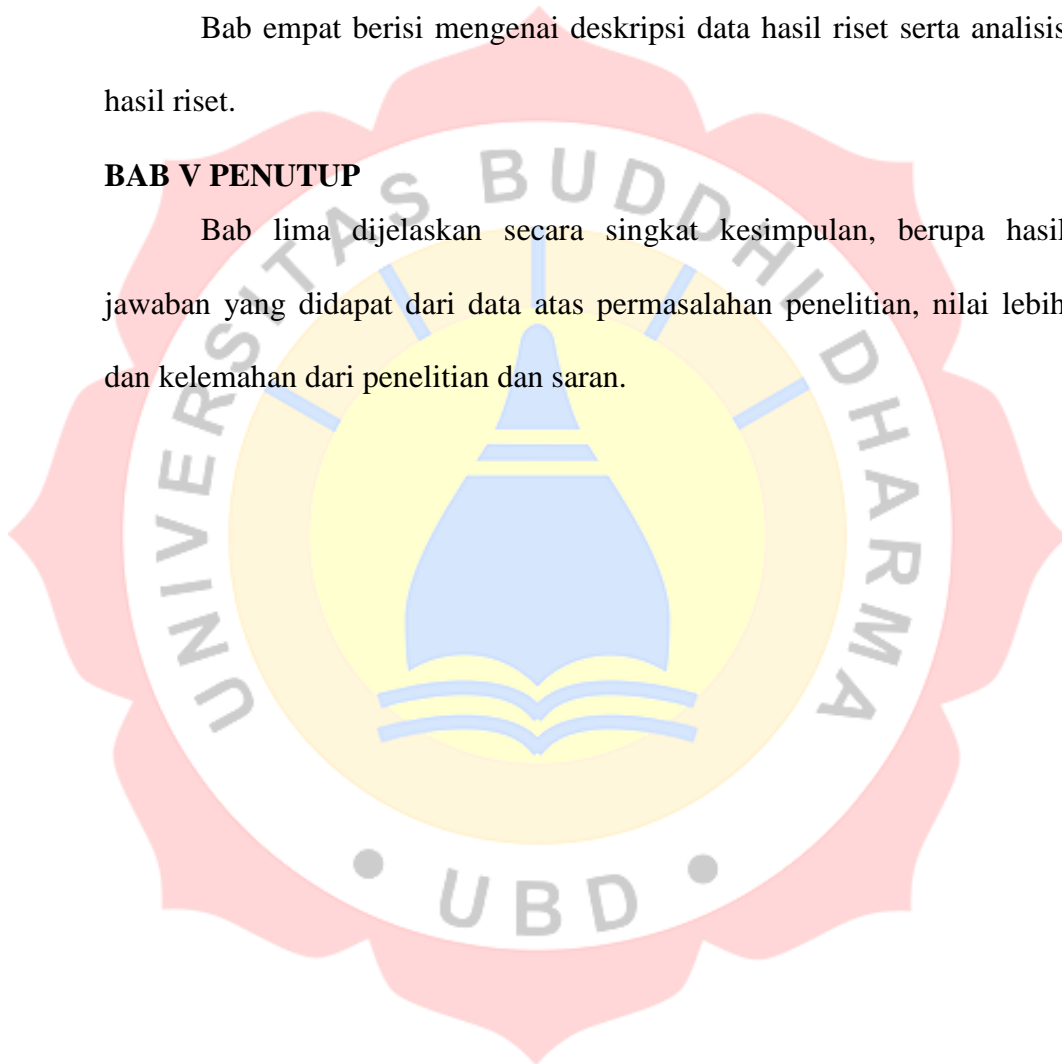 Bab empat berisi mengenai deskripsi data hasil riset serta analisis
hasil riset.
BAB V PENUTUP
Bab lima dijelaskan secara singkat kesimpulan, berupa hasil
jawaban yang didapat dari data atas permasalahan penelitian, nilai lebih
dan kelemahan dari penelitian dan saran.
UNIVERSITAS BUDDHI DHARMA
• UBD •